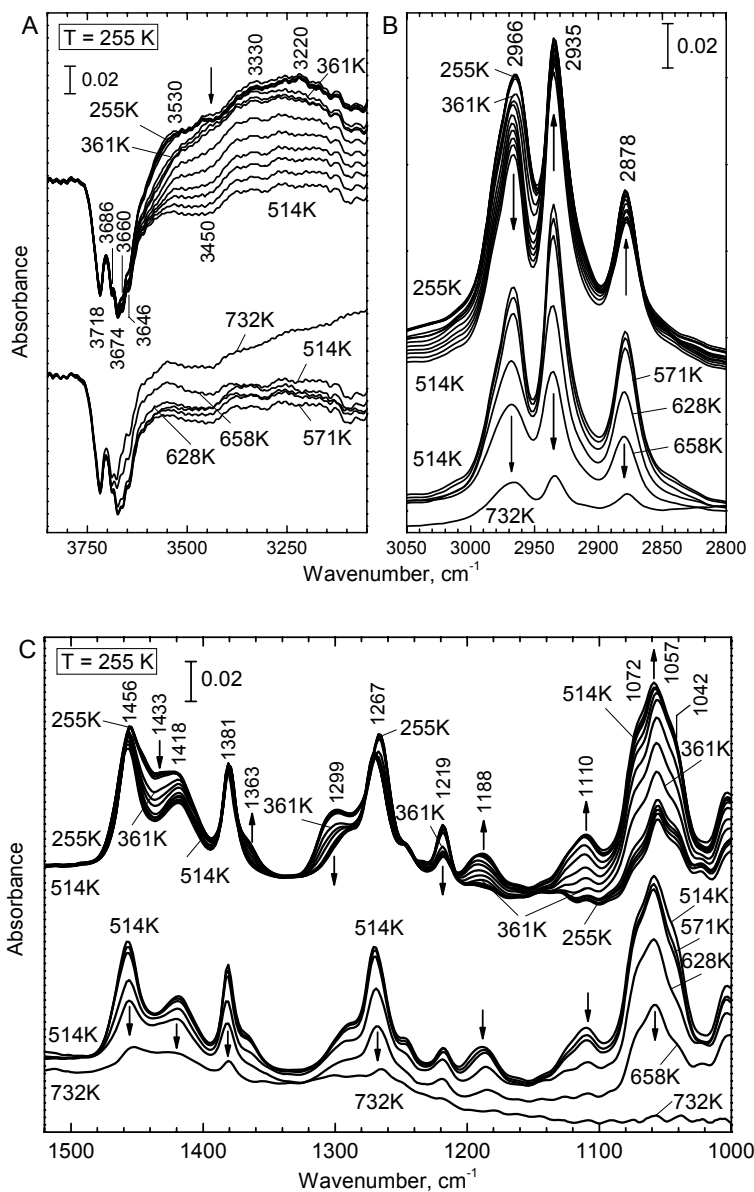 A
T = 255 K
0.02
3530
3330
3220
361K
255K
361K
3686
3660
514K
3450
3718
3674
3646
732K
514K
658K
628K
571K
3750
3500
3250
Wavenumber, cm-1
Absorbance
B
2966
2935
0.02
255K
361K
2878
255K
514K
571K
628K
514K
658K
732K
3050
3000
2950
2900
2850
2800
Wavenumber, cm-1
C
T = 255 K
0.02
1456
1433
1418
1381
1363
1299
1267
1219
1188
1110
1072
1057
1042
255K
255K
514K
361K
361K
361K
361K
255K
514K
514K
361K
255K
514K
514K
514K
571K
628K
514K
732K
732K
658K
732K
1500
1400
1300
1200
1100
1000
Wavenumber, cm-1
Absorbance